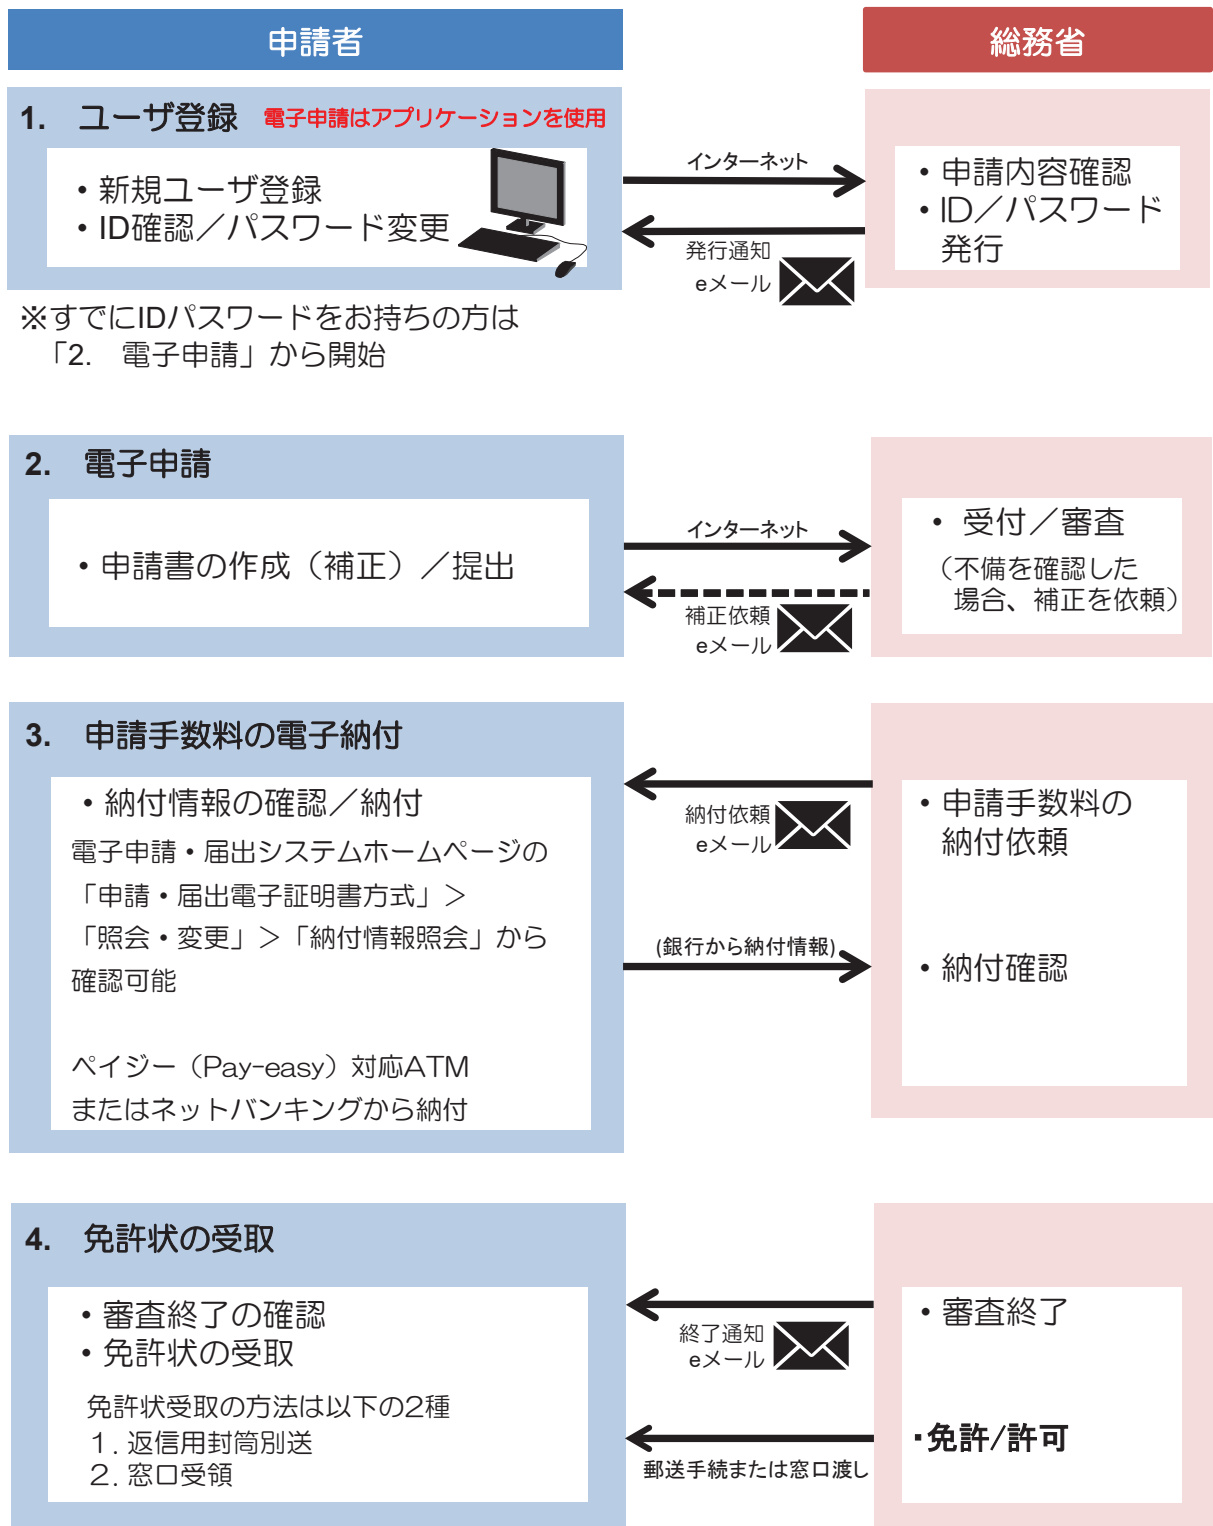 申請者
総務省
1. ユーザ登録 電子申請はアプリケーションを使用
・新規ユーザ登録
・ID確認／パスワード変更
インターネット
発行通知
eメール
・申請内容確認
・ID／パスワード
発行
※すでにIDパスワードをお持ちの方は
「2. 電子申請」から開始
2. 電子申請
・申請書の作成（補正）／提出
インターネット
補正依頼
eメール
・ 受付／審査
（不備を確認した
場合、補正を依頼）
3. 申請手数料の電子納付
・納付情報の確認／納付
電子申請・届出システムホームページの
「申請・届出電子証明書方式」＞
「照会・変更」＞「納付情報照会」から
確認可能
ペイジー（Pay-easy）対応ATM
またはネットバンキングから納付
納付依頼
eメール
(銀行から納付情報)
・申請手数料の
納付依頼
・納付確認
4. 免許状の受取
・審査終了の確認
・免許状の受取
免許状受取の方法は以下の2種
１. 返信用封筒別送
２. 窓口受領
終了通知
eメール
郵送手続または窓口渡し
・審査終了
・免許/許可